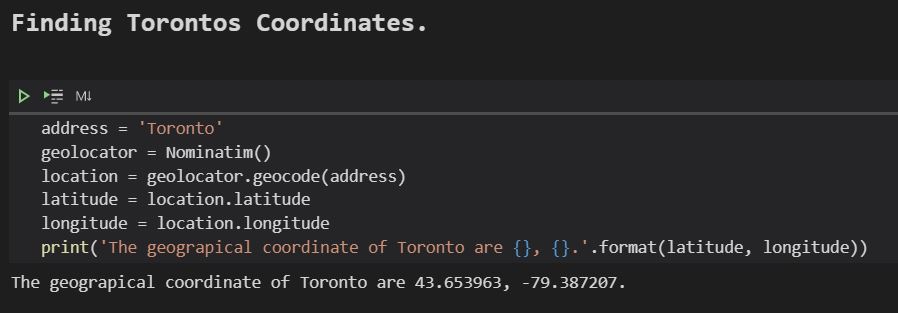 Finding Torontos Coordinates.
M↓
address = 'Toronto'
geolocator = Nominatim()
location = geolocator.geocode(address)
latitude = location.latitude
longitude = location.longitude
print('The geograpical coordinate of Toronto are {}, {}.'.format(latitude, longitude))
The geograpical coordinate of Toronto are 43.653963, -79.387207.